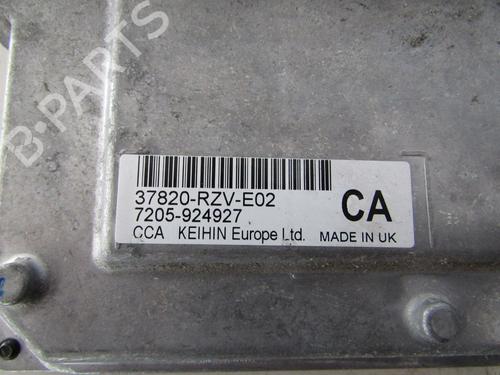 B-PARTS
37820-RZV-E02
7205-924927
CA
CCA KEIHIN Europe Ltd. MADE IN UK